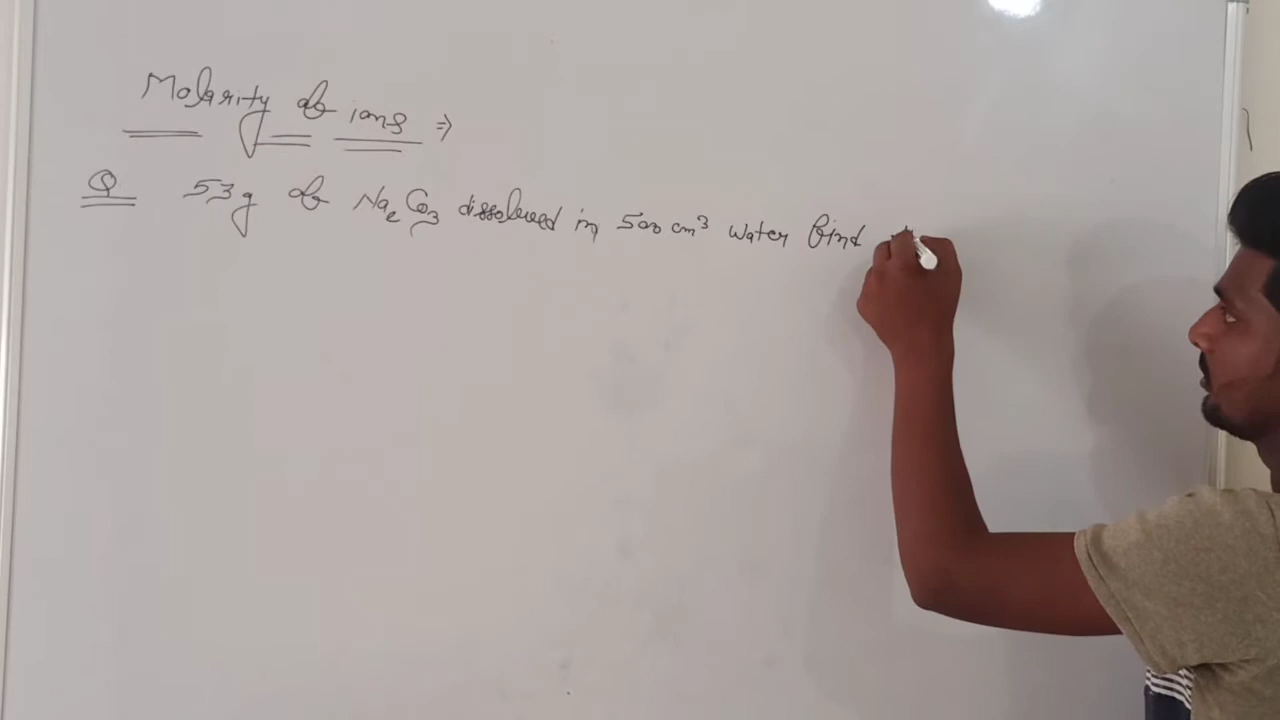 Molarity of ions ⇒
Q 53g of Na2CO3 dissolved in 500 cm³ water find